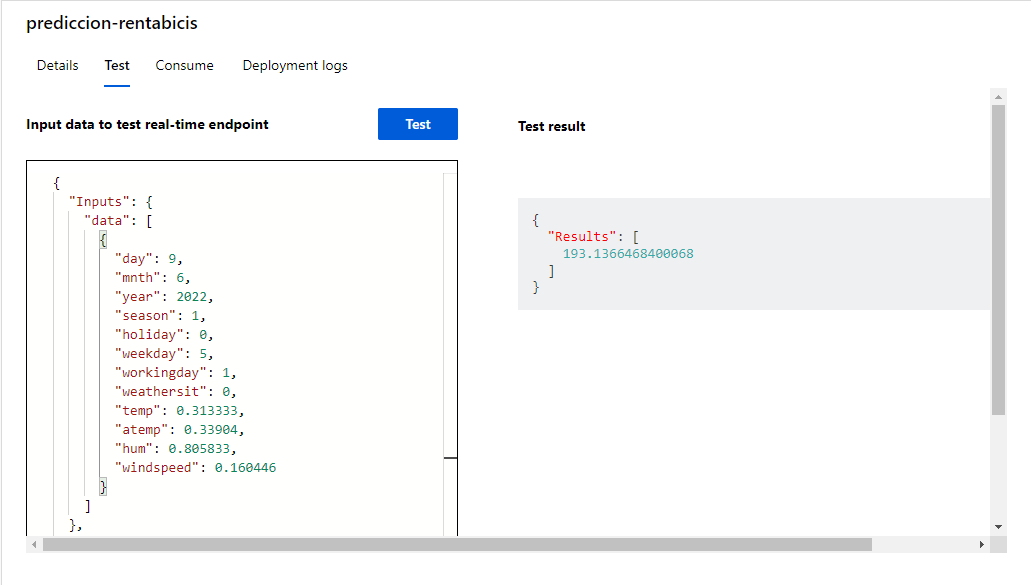 prediccion-rentabicis
Details Test Consume Deployment logs
Input data to test real-time endpoint
Test
{
"Inputs": {
"data": [
{
"day": 9,
"mnth": 6,
"year": 2022,
"season": 1,
"holiday": 0,
"weekday": 5,
"workingday": 1,
"weathersit": 0,
"temp": 0.313333,
"atemp": 0.33904,
"hum": 0.805833,
"windspeed": 0.160446
}
]
},
Test result
{
"Results": [
193.1366468400068
]
}